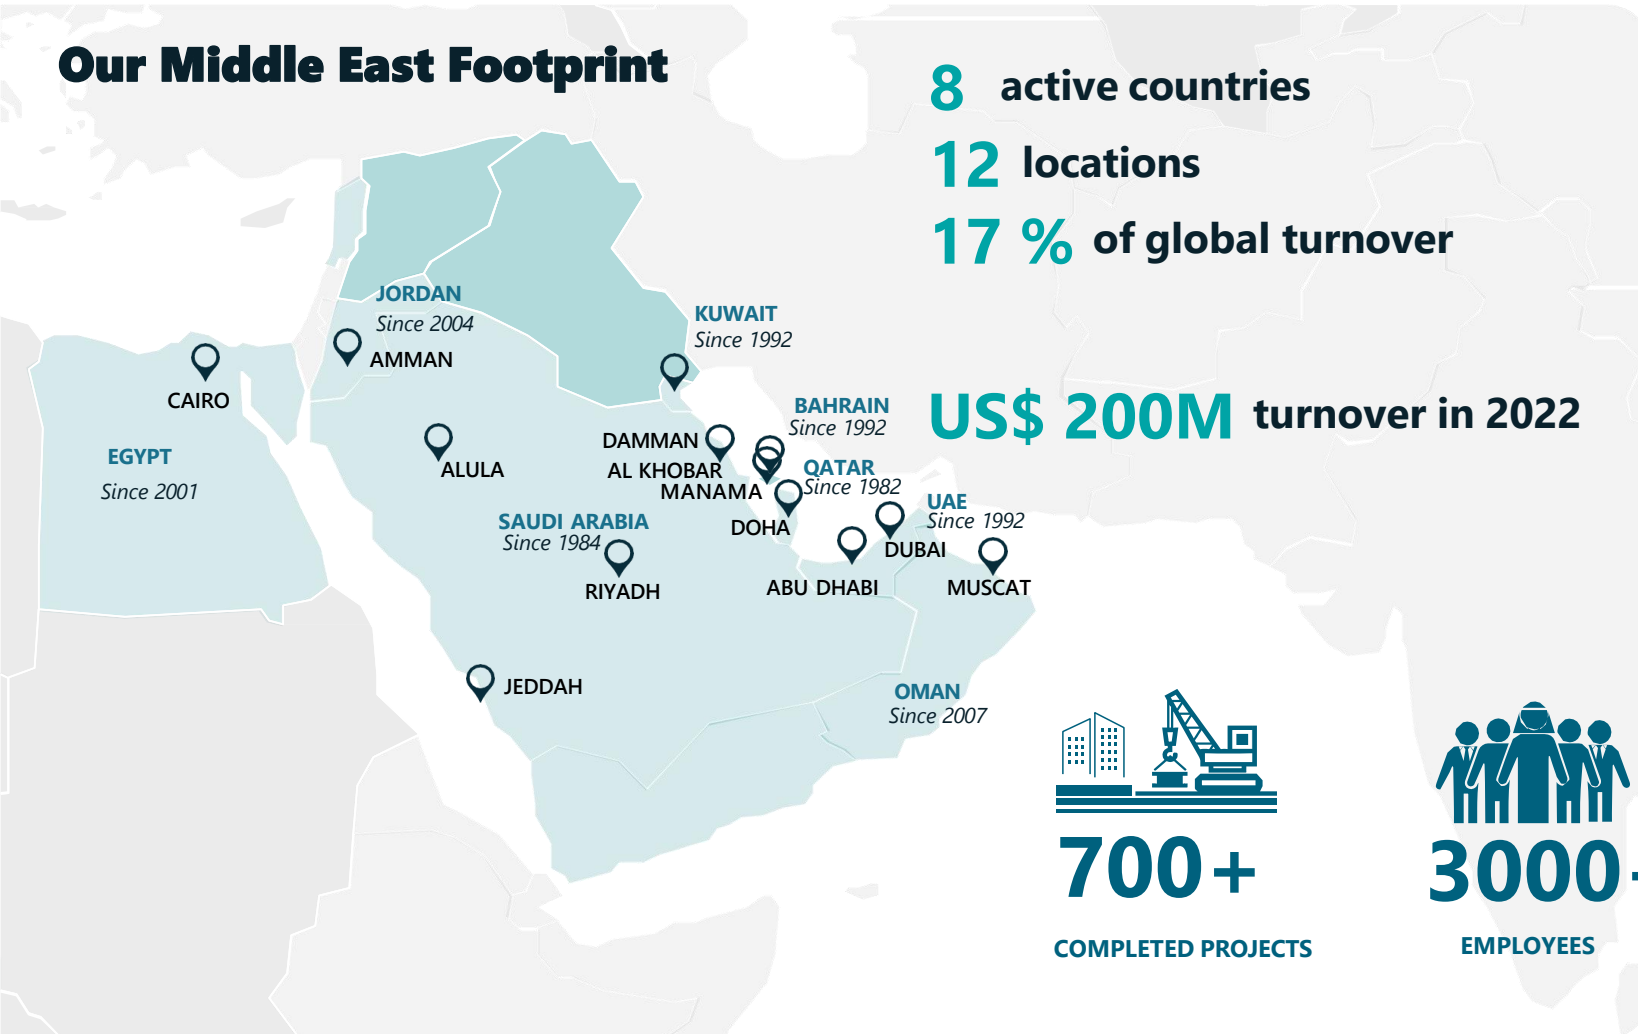 Our Middle East Footprint
8 active countries
12 locations
17 % of global turnover
US$ 200M turnover in 2022
JORDAN
Since 2004
AMMAN
KUWAIT
Since 1992
CAIRO
EGYPT
Since 2001
ALULA
BAHRAIN
Since 1992
DAMMAN
AL KHOBAR
MANAMA
QATAR
Since 1982
DOHA
UAE
Since 1992
DUBAI
ABU DHABI
MUSCAT
SAUDI ARABIA
Since 1984
RIYADH
JEDDAH
OMAN
Since 2007
700+
COMPLETED PROJECTS
3000+
EMPLOYEES